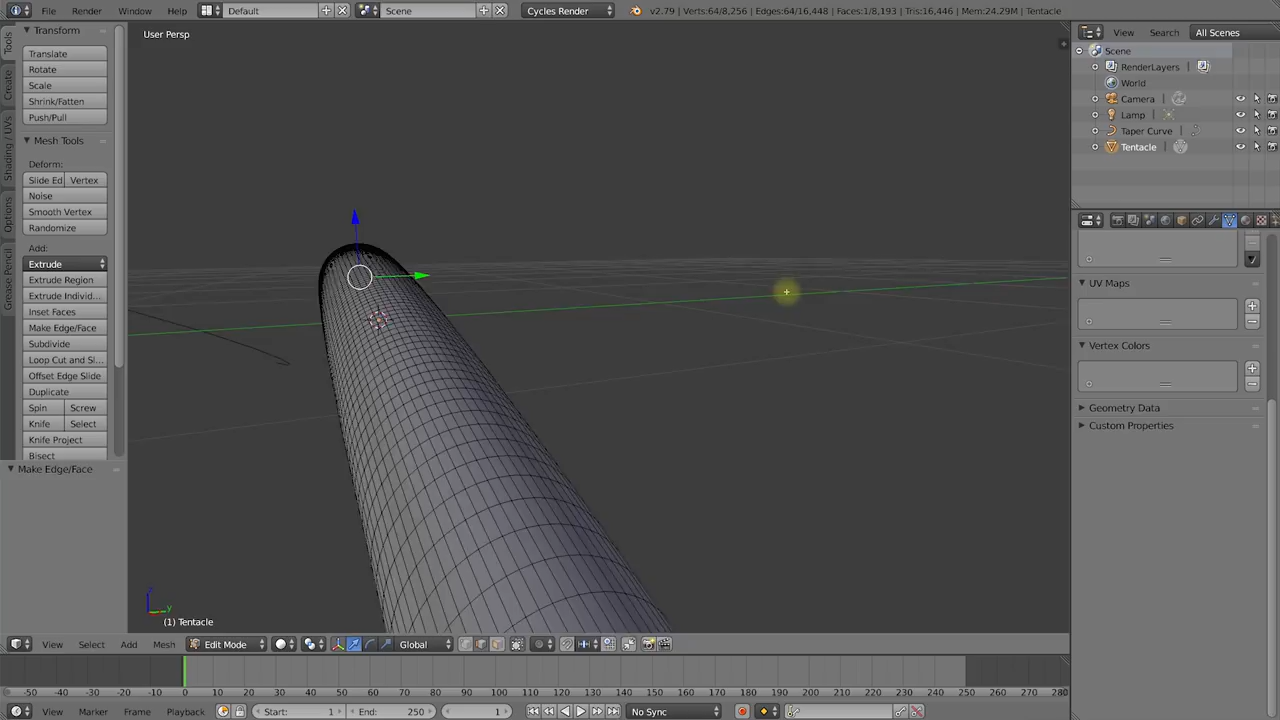 File Render Window Help Default Scene Cycles Render v2.79 | Verts:64/8,256 | Edges:64/16,448 | Faces:1/8,193 | Tris:16,446 | Mem:24.29M | Tentacle
Tools
Create
Shading / UVs
Options
Grease Pencil
Transform
Translate
Rotate
Scale
Shrink/Fatten
Push/Pull
Mesh Tools
Deform:
Slide Ed Vertex
Noise
Smooth Vertex
Randomize
Add:
Extrude
Extrude Region
Extrude Individ...
Inset Faces
Make Edge/Face
Subdivide
Loop Cut and Sl...
Offset Edge Slide
Duplicate
Spin Screw
Knife Select
Knife Project
Bisect
Make Edge/Face
User Persp
z
y
(1) Tentacle
View Select Add Mesh Edit Mode Global
View Search All Scenes
Scene
RenderLayers |
World
Camera |
Lamp |
Taper Curve |
Tentacle |
UV Maps
Vertex Colors
Geometry Data
Custom Properties
-50 -40 -30 -20 -10 0 10 20 30 40 50 60 70 80 90 100 110 120 130 140 150 160 170 180 190 200 210 220 230 240 250 260 270 280
View Marker Frame Playback Start: 1 End: 250 1 No Sync